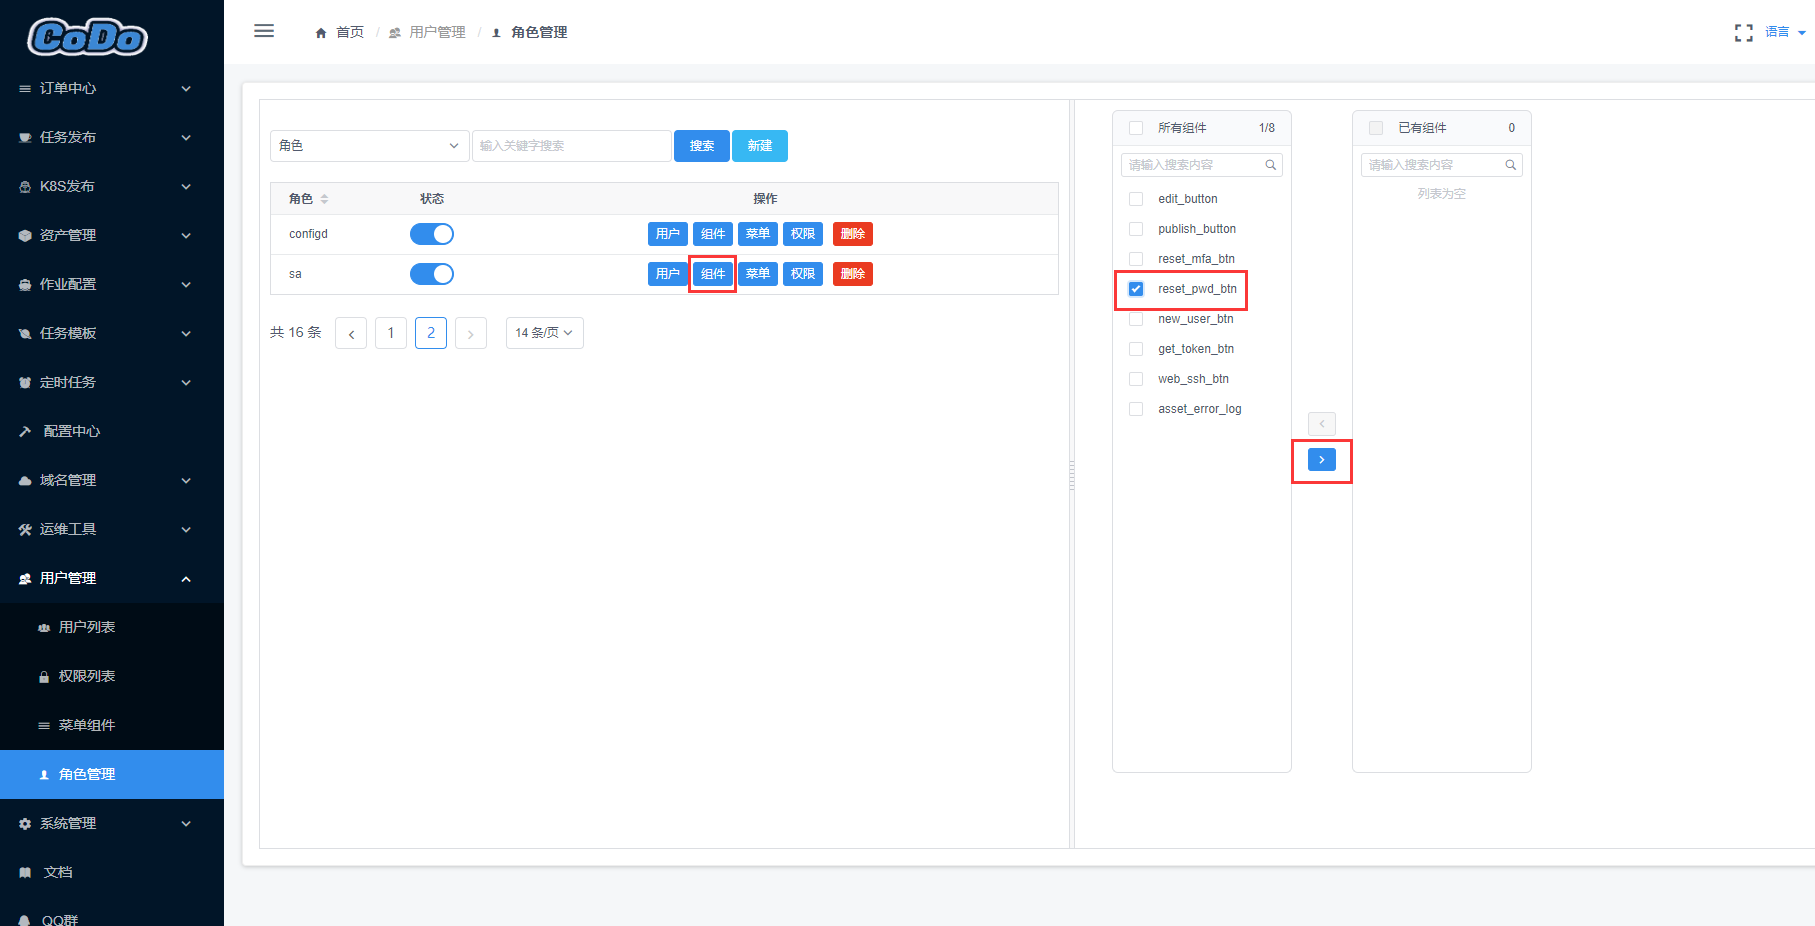 CoDo
订单中心
任务发布
K8S发布
资产管理
作业配置
任务模板
定时任务
配置中心
域名管理
运维工具
用户管理
用户列表
权限列表
菜单组件
角色管理
系统管理
文档
QQ群
首页 / 用户管理 / 角色管理
语言
角色 输入关键字搜索 搜索 新建
角色 状态 操作
configd 用户 组件 菜单 权限 删除
sa 用户 组件 菜单 权限 删除
共 16 条 1 2 14 条/页
所有组件 1/8
请输入搜索内容
edit_button
publish_button
reset_mfa_btn
reset_pwd_btn
new_user_btn
get_token_btn
web_ssh_btn
asset_error_log
已有组件 0
请输入搜索内容
列表为空